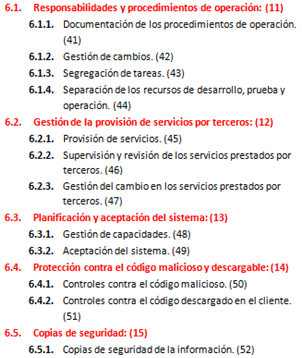 6.1. Responsabilidades y procedimientos de operación: (11)
6.1.1. Documentación de los procedimientos de operación.
(41)
6.1.2. Gestión de cambios. (42)
6.1.3. Segregación de tareas. (43)
6.1.4. Separación de los recursos de desarrollo, prueba y
operación. (44)
6.2. Gestión de la provisión de servicios por terceros: (12)
6.2.1. Provisión de servicios. (45)
6.2.2. Supervisión y revisión de los servicios prestados por
terceros. (46)
6.2.3. Gestión del cambio en los servicios prestados por
terceros. (47)
6.3. Planificación y aceptación del sistema: (13)
6.3.1. Gestión de capacidades. (48)
6.3.2. Aceptación del sistema. (49)
6.4. Protección contra el código malicioso y descargable: (14)
6.4.1. Controles contra el código malicioso. (50)
6.4.2. Controles contra el código descargado en el cliente.
(51)
6.5. Copias de seguridad: (15)
6.5.1. Copias de seguridad de la información. (52)